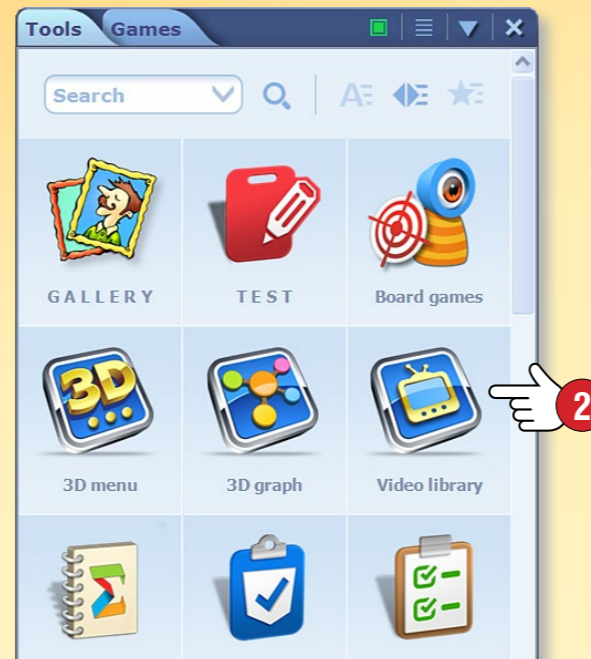 Tools Games
Search
GALLERY TEST Board games
3D
3D menu 3D graph Video library
2